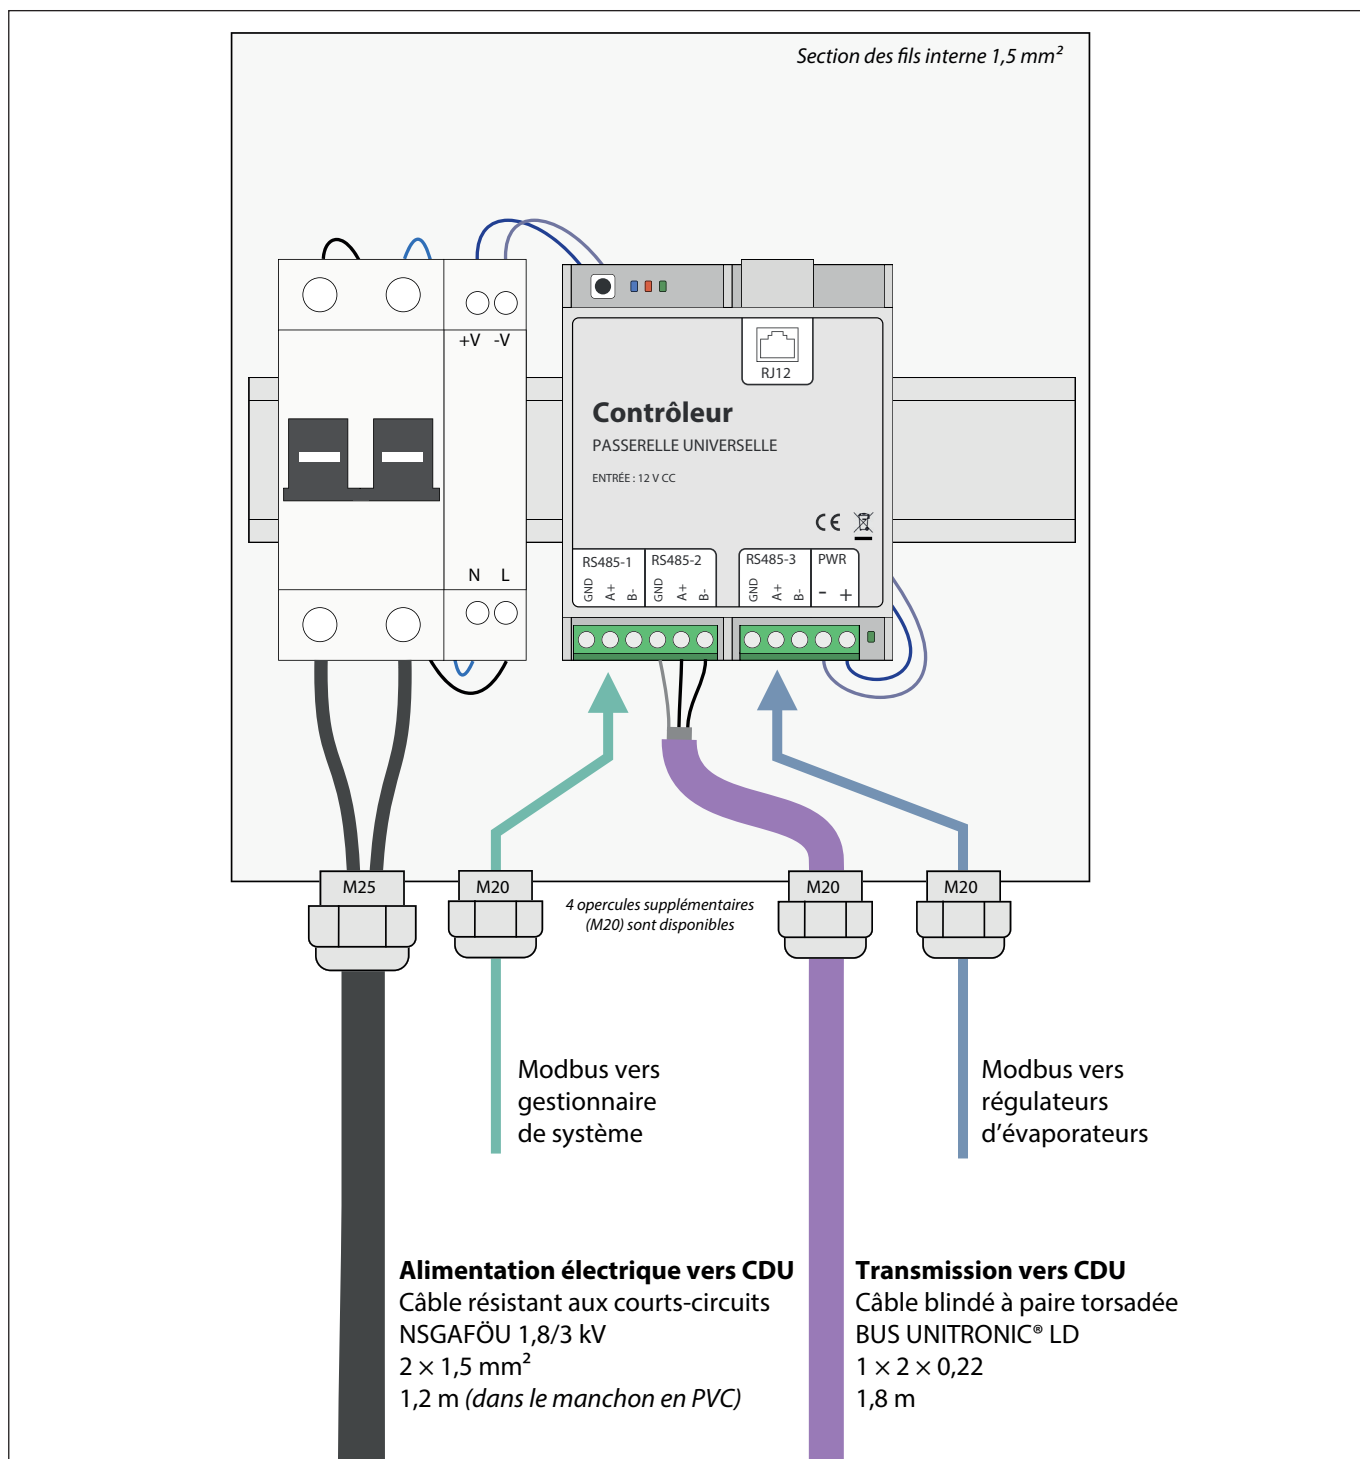 Section des fils interne 1,5 mm²
+V -V
RJ12
Contrôleur
PASSERELLE UNIVERSELLE
ENTRÉE : 12 V CC
CE
N L
RS485-1 RS485-2 RS485-3 PWR
GND A+ B- GND A+ B- GND A+ B- - +
M25 M20 M20 M20
4 opercules supplémentaires
(M20) sont disponibles
Modbus vers
gestionnaire
de système
Modbus vers
régulateurs
d’évaporateurs
Alimentation électrique vers CDU
Câble résistant aux courts-circuits
NSGAFÖU 1,8/3 kV
2 × 1,5 mm²
1,2 m (dans le manchon en PVC)
Transmission vers CDU
Câble blindé à paire torsadée
BUS UNITRONIC® LD
1 × 2 × 0,22
1,8 m